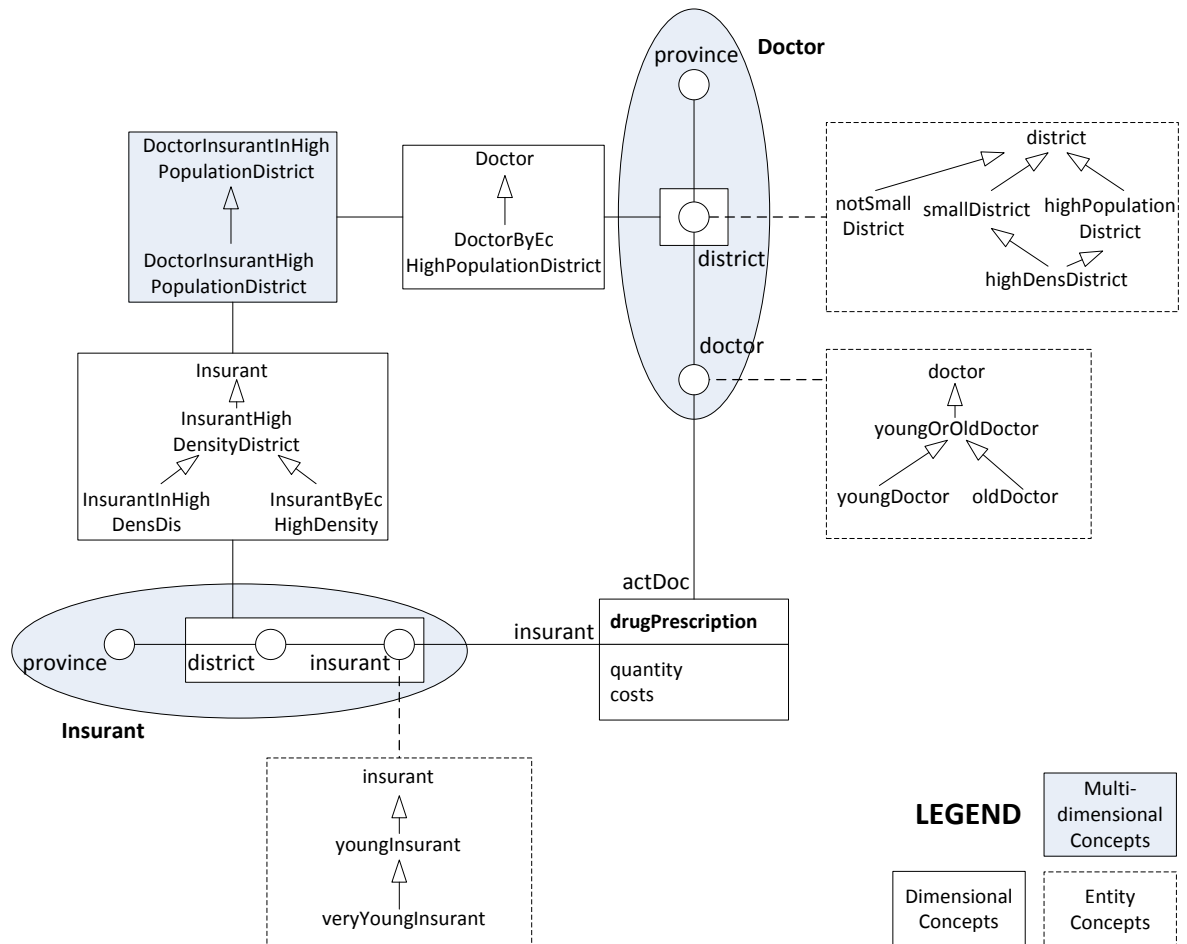 Doctor
province
district
doctor
DoctorInsurantInHigh
PopulationDistrict
DoctorInsurantHigh
PopulationDistrict
Doctor
DoctorByEc
HighPopulationDistrict
district
notSmall
District
smallDistrict
highPopulation
District
highDensDistrict
doctor
youngOrOldDoctor
youngDoctor
oldDoctor
Insurant
InsurantHigh
DensityDistrict
InsurantInHigh
DensDis
InsurantByEc
HighDensity
actDoc
insurant
drugPrescription
quantity
costs
province
district
insurant
Insurant
insurant
youngInsurant
veryYoungInsurant
LEGEND
Multi-
dimensional
Concepts
Dimensional
Concepts
Entity
Concepts